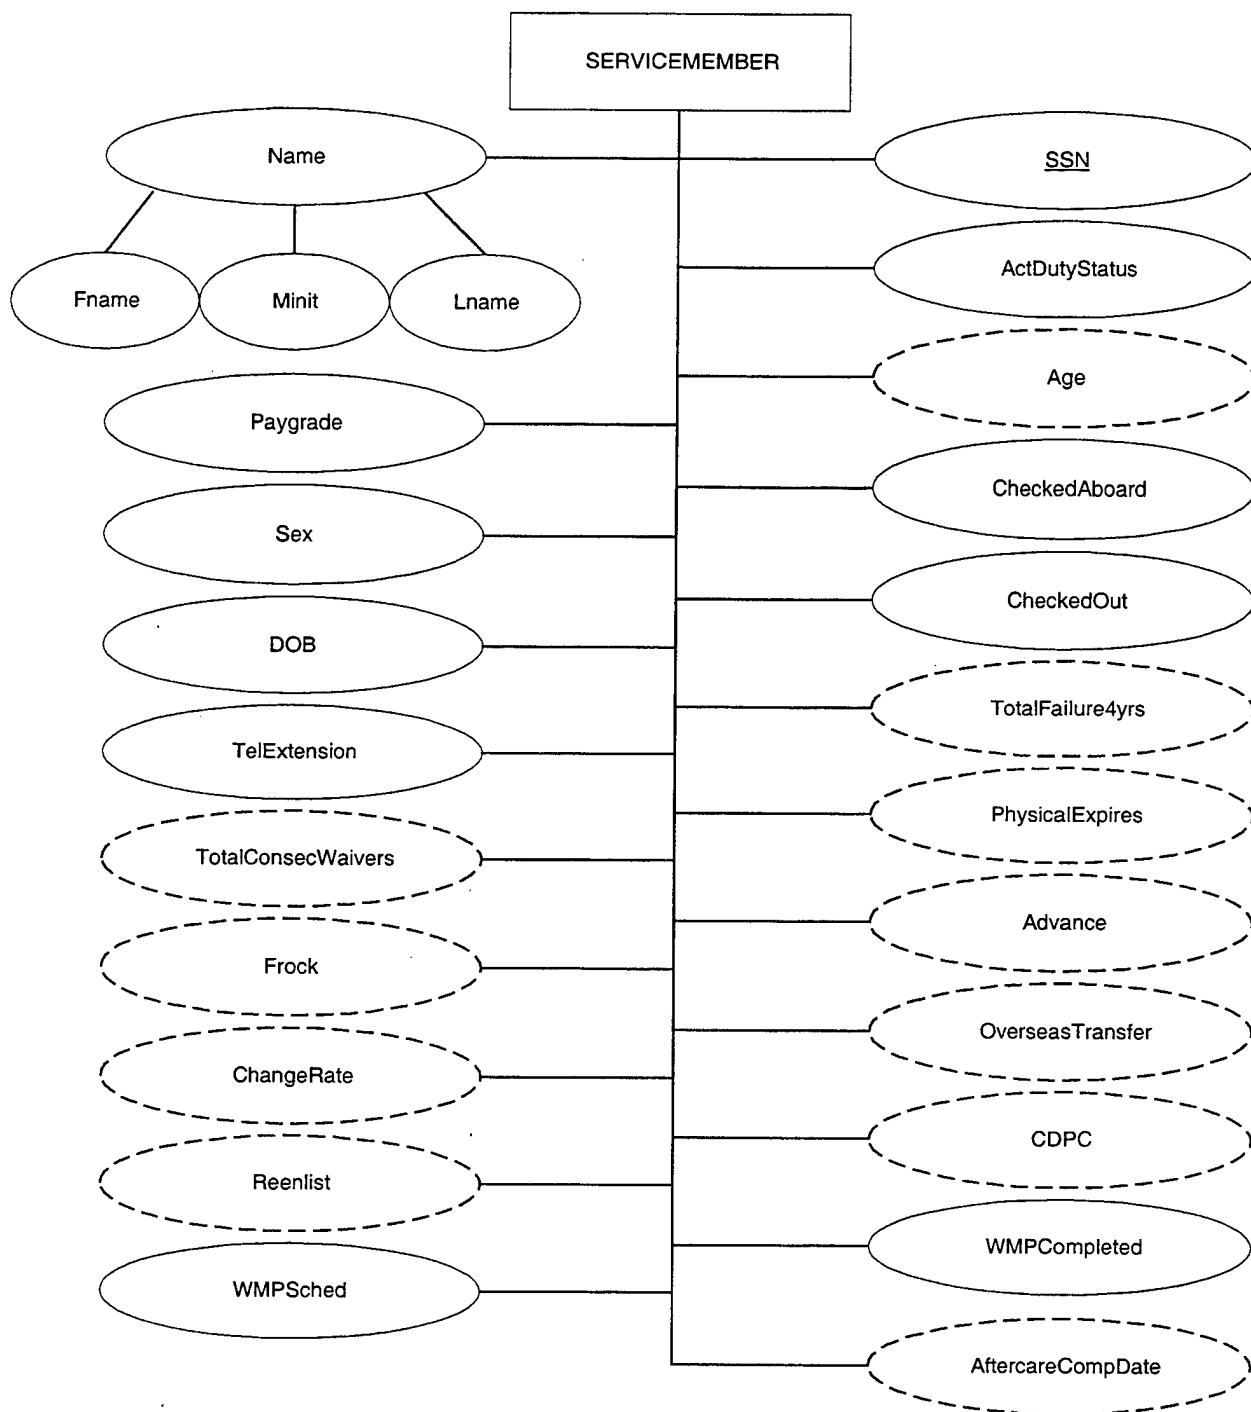 SERVICEMEMBER
Name
SSN
Fname
Minit
Lname
ActDutyStatus
Age
Paygrade
CheckedAboard
Sex
CheckedOut
DOB
TotalFailure4yrs
TelExtension
PhysicalExpires
TotalConsecWaivers
Advance
Frock
OverseasTransfer
ChangeRate
CDPC
Reenlist
WMPCompleted
WMPSched
AftercareCompDate